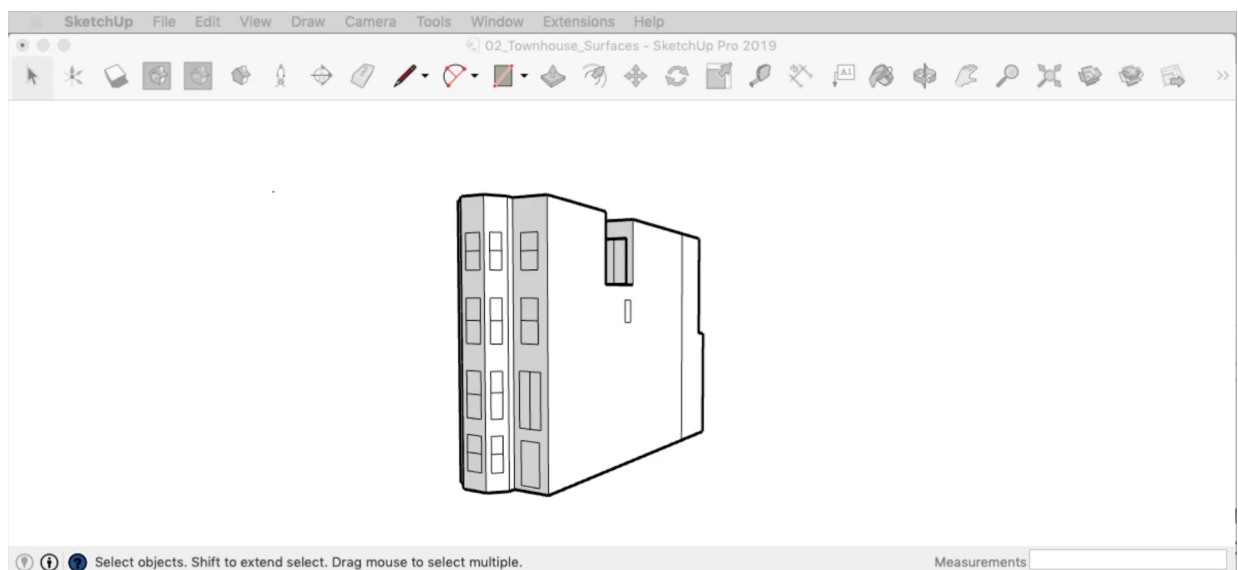 SketchUp File Edit View Draw Camera Tools Window Extensions Help
02_Townhouse_Surfaces - SketchUp Pro 2019
A1
Select objects. Shift to extend select. Drag mouse to select multiple.
Measurements